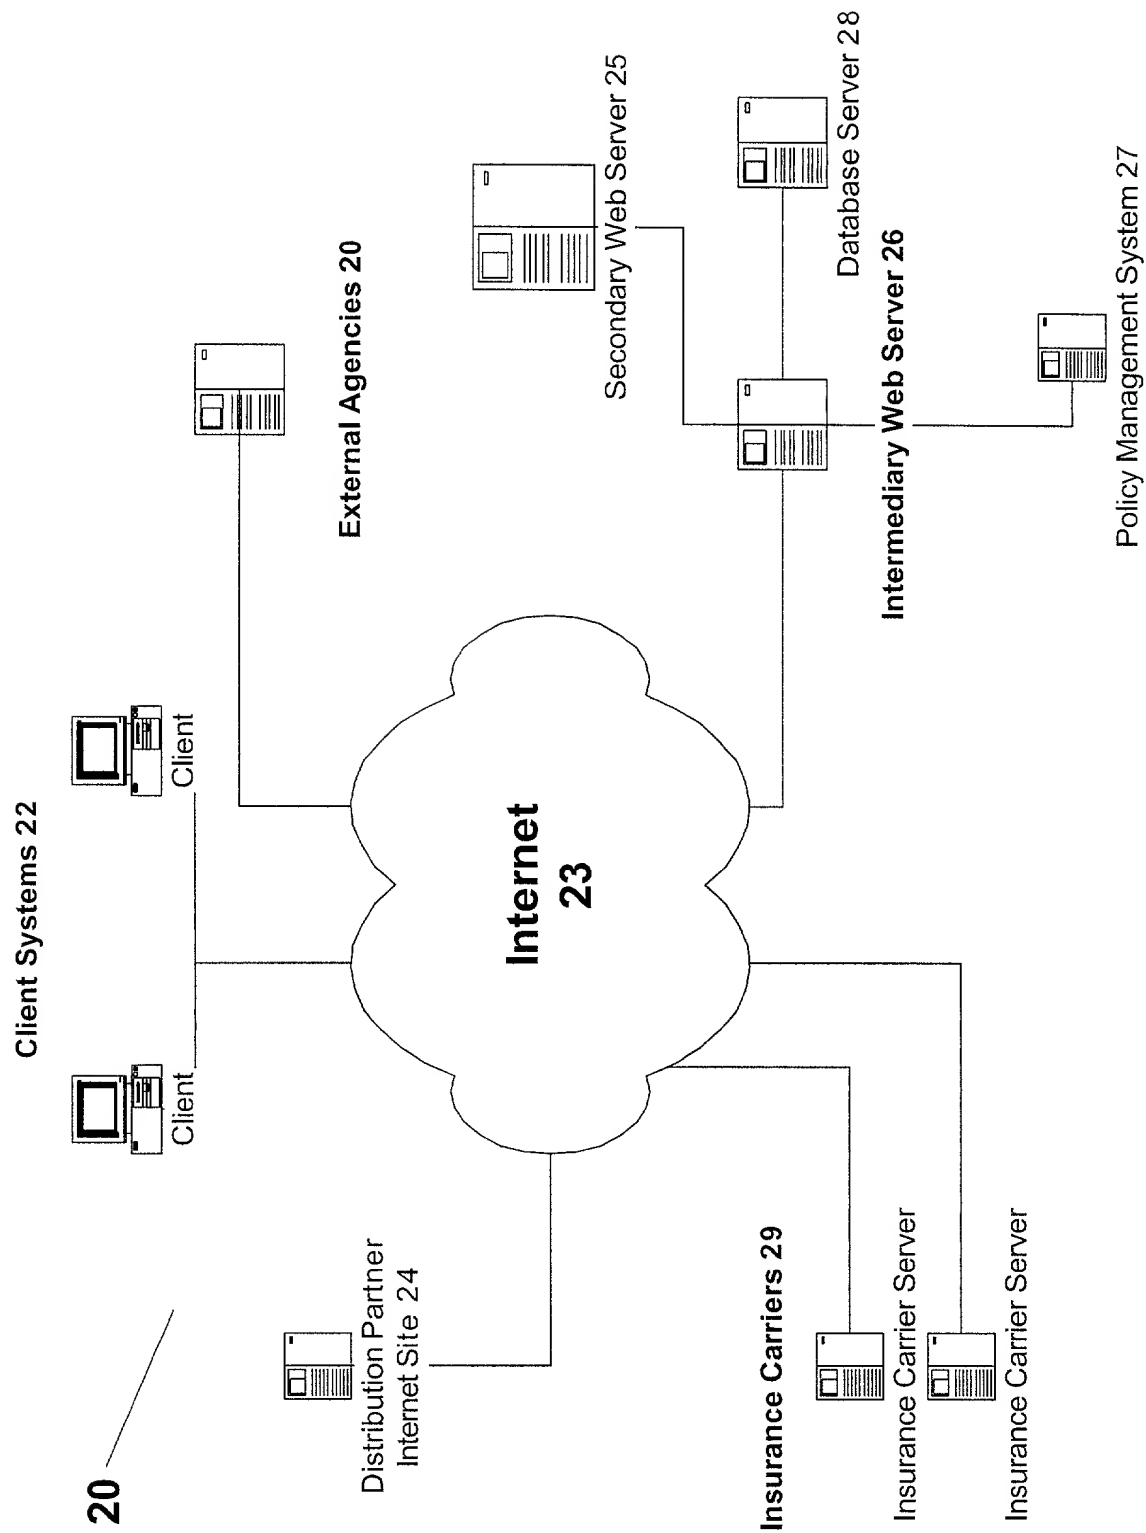 20
Client Systems 22
Client
Client
Distribution Partner
Internet Site 24
External Agencies 20
Internet
23
Secondary Web Server 25
Insurance Carriers 29
Database Server 28
Intermediary Web Server 26
Insurance Carrier Server
Insurance Carrier Server
Policy Management System 27